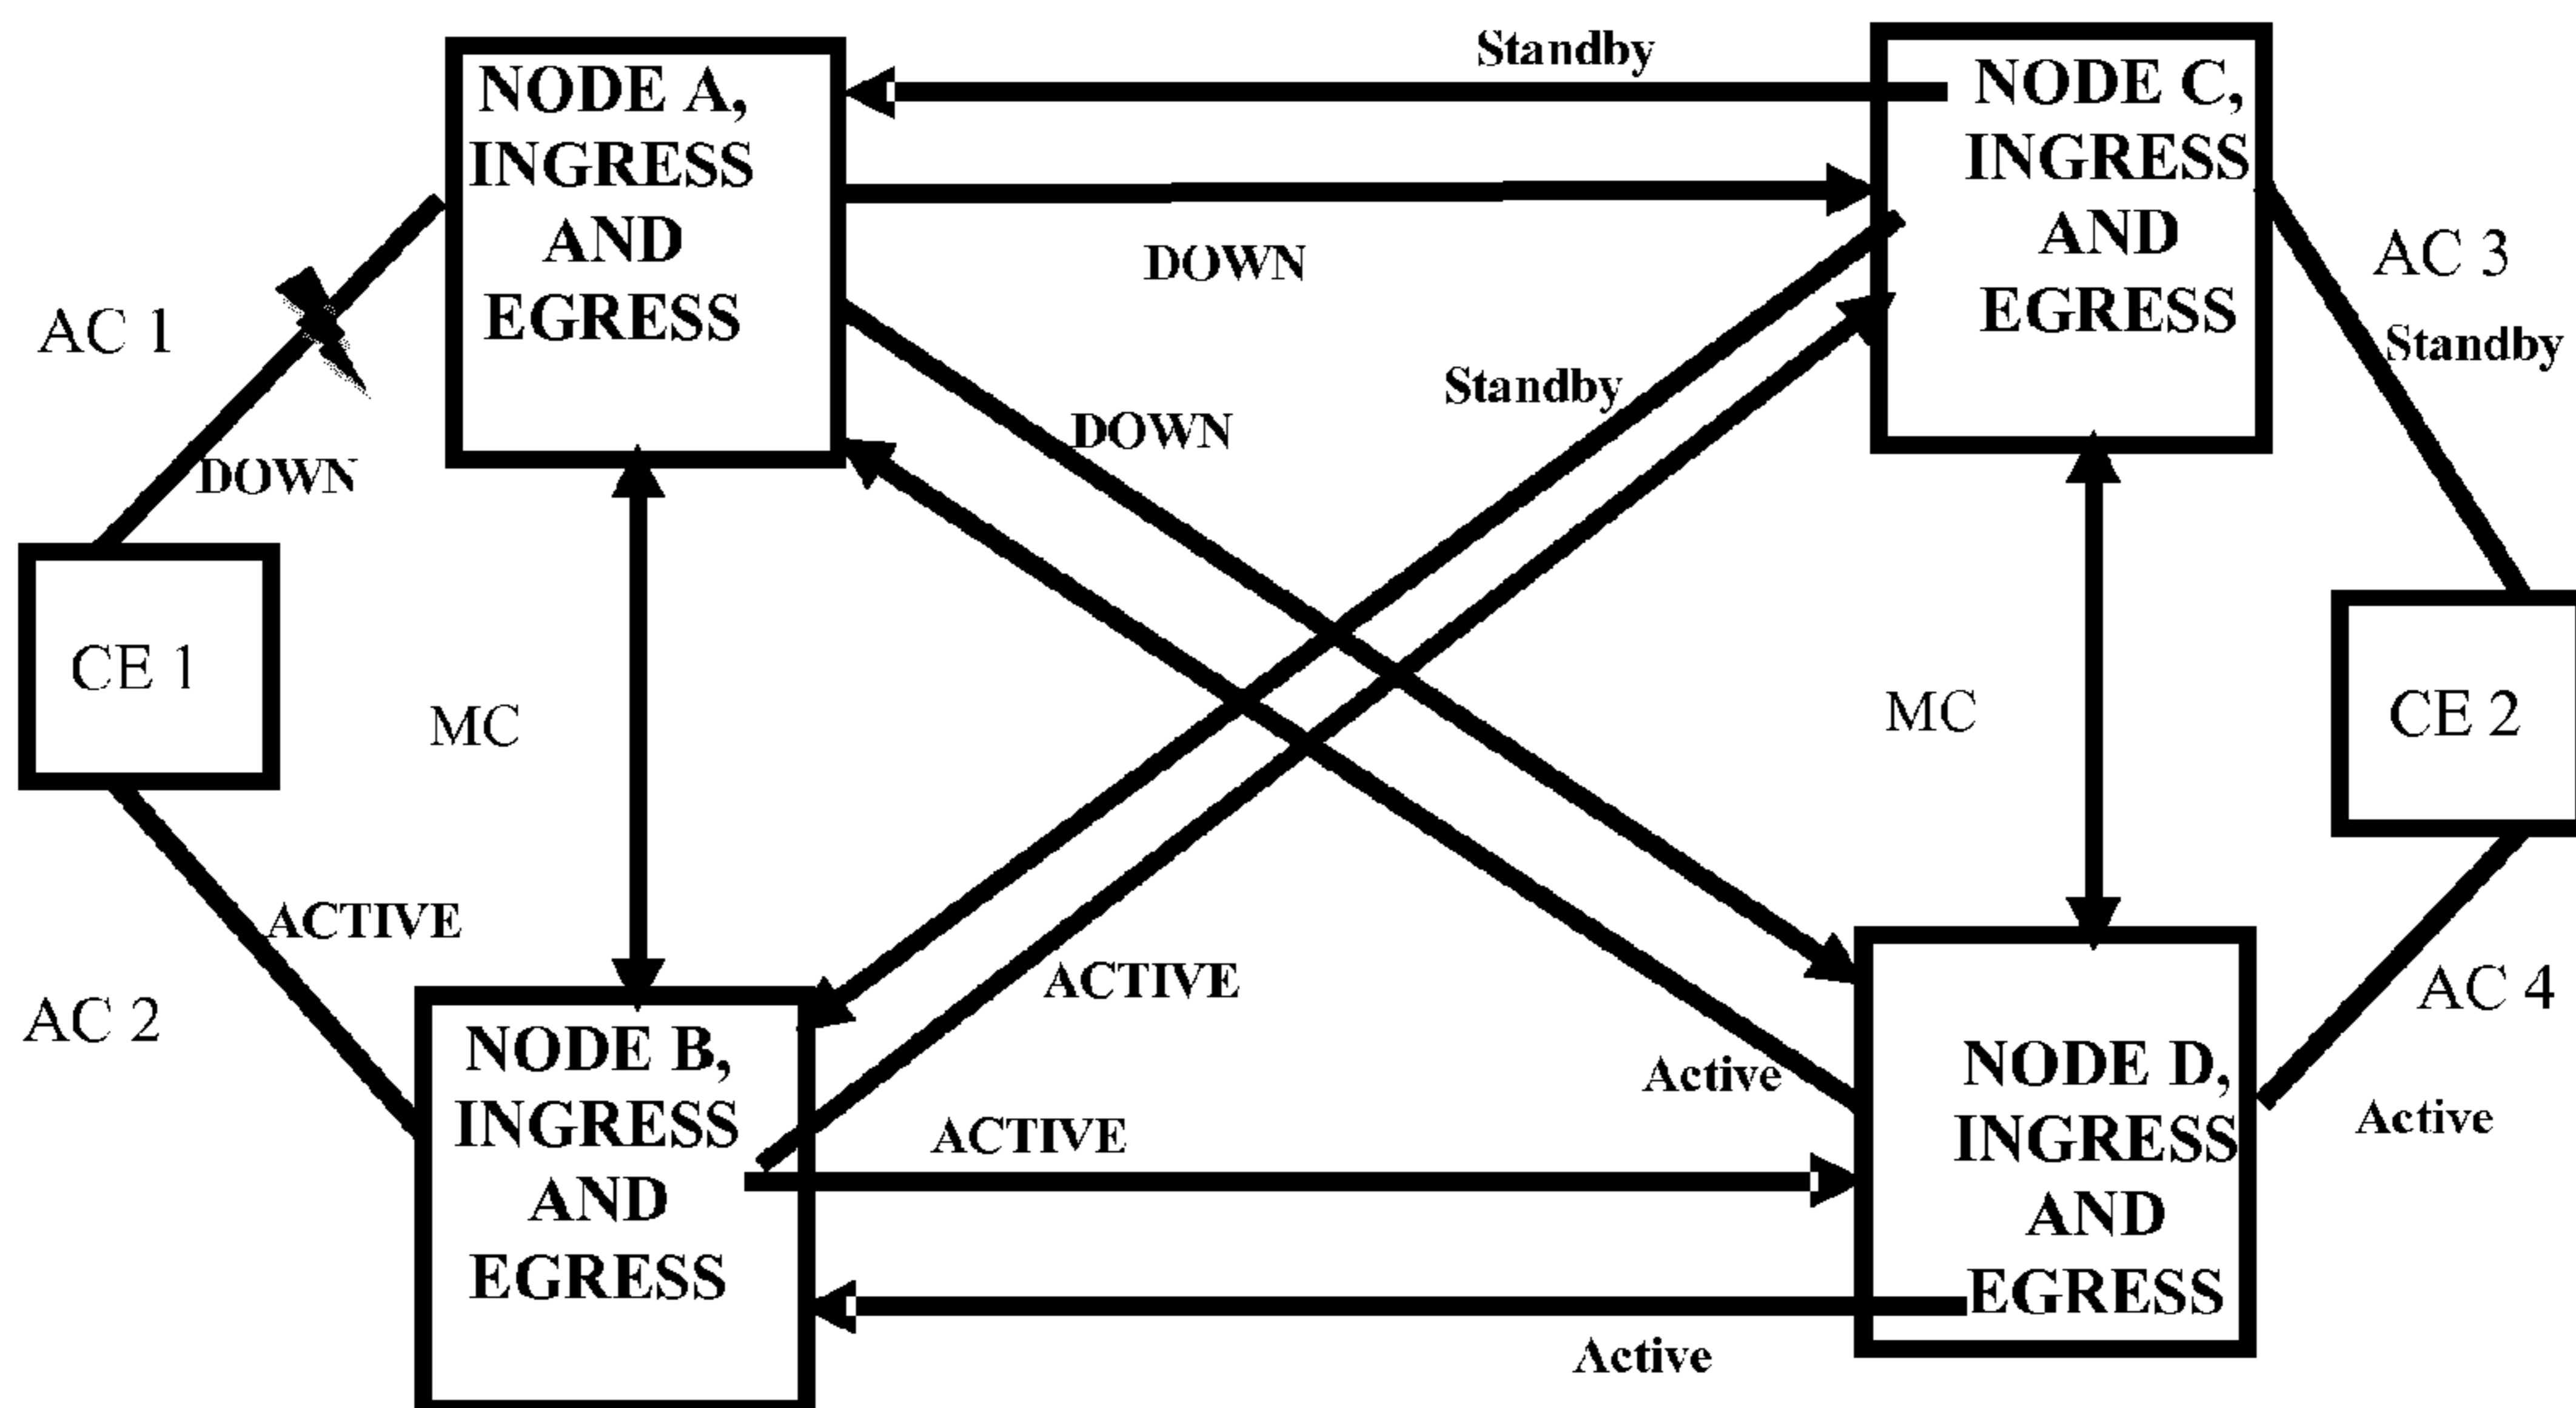 Standby
NODE A,
INGRESS
AND
EGRESS
NODE C,
INGRESS
AND
EGRESS
AC 1
DOWN
DOWN
DOWN
Standby
AC 3
Standby
CE 1
MC
MC
CE 2
ACTIVE
AC 2
ACTIVE
AC 4
NODE B,
INGRESS
AND
EGRESS
ACTIVE
Active
NODE D,
INGRESS
AND
EGRESS
Active
Active